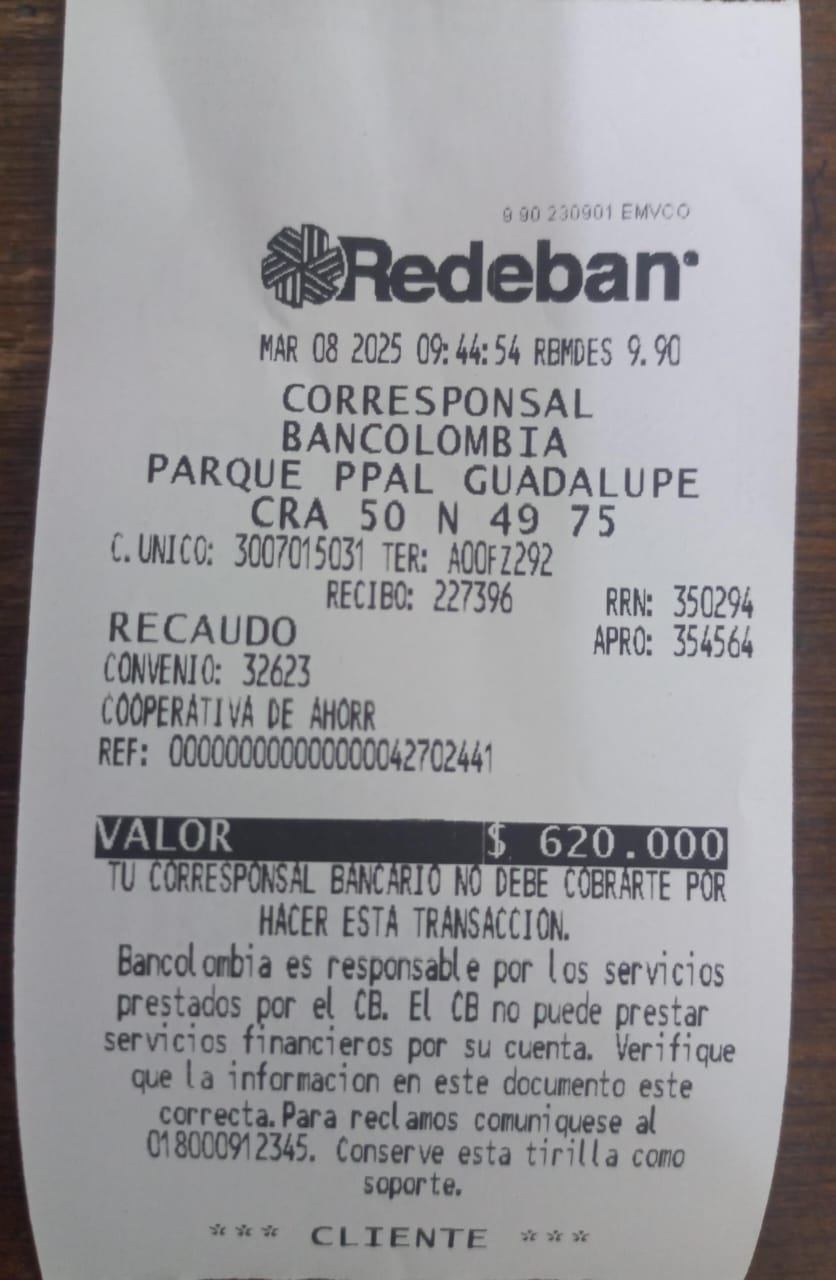 9 90 230901 EMVCO
Redeban
MAR 08 2025 09:44:54 RBMDES 9.90
CORRESPONSAL
BANCOLOMBIA
PARQUE PPAL GUADALUPE
CRA 50 N 49 75
C.UNICO: 3007015031 TER: A00FZ292
RECIBO: 227396 RRN: 350294
RECAUDO APRO: 354564
CONVENIO: 32623
COOPERATIVA DE AHORR
REF: 0000000000000000042702441
VALOR $ 620.000
TU CORRESPONSAL BANCARIO NO DEBE COBRARTE POR
HACER ESTA TRANSACCION.
Bancolombia es responsable por los servicios
prestados por el CB. El CB no puede prestar
servicios financieros por su cuenta. Verifique
que la informacion en este documento este
correcta. Para reclamos comuniquese al
018000912345. Conserve esta tirilla como
soporte.
*** CLIENTE ***